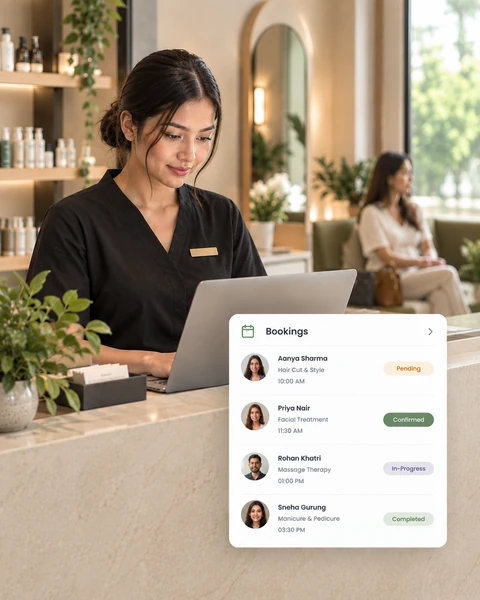 Bookings
Aanya Sharma
Hair Cut & Style
10:00 AM
Pending
Priya Nair
Facial Treatment
11:30 AM
Confirmed
Rohan Khatri
Massage Therapy
01:00 PM
In-Progress
Sneha Gurung
Manicure & Pedicure
03:30 PM
Completed